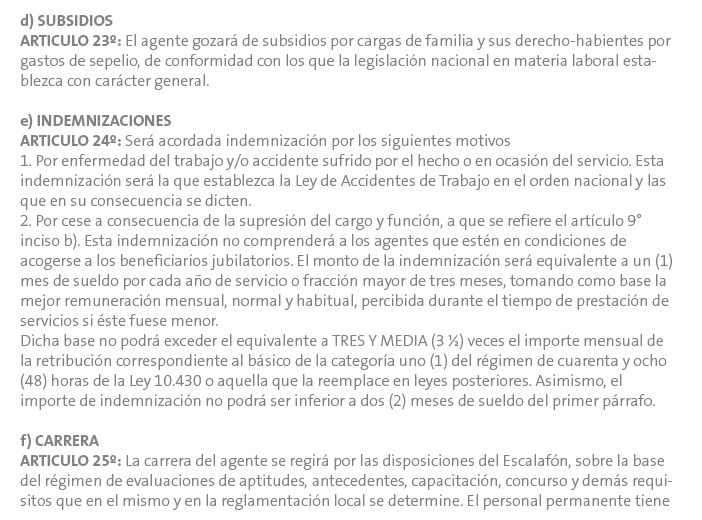 d) SUBSIDIOS
ARTICULO 23º: El agente gozará de subsidios por cargas de familia y sus derecho-habientes por
gastos de sepelio, de conformidad con los que la legislación nacional en materia laboral esta-
blezca con carácter general.

e) INDEMNIZACIONES
ARTICULO 24º: Será acordada indemnización por los siguientes motivos
1. Por enfermedad del trabajo y/o accidente sufrido por el hecho o en ocasión del servicio. Esta
indemnización será la que establezca la Ley de Accidentes de Trabajo en el orden nacional y las
que en su consecuencia se dicten.
2. Por cese a consecuencia de la supresión del cargo y función, a que se refiere el artículo 9°
inciso b). Esta indemnización no comprenderá a los agentes que estén en condiciones de
acogerse a los beneficiarios jubilatorios. El monto de la indemnización será equivalente a un (1)
mes de sueldo por cada año de servicio o fracción mayor de tres meses, tomando como base la
mejor remuneración mensual, normal y habitual, percibida durante el tiempo de prestación de
servicios si éste fuese menor.
Dicha base no podrá exceder el equivalente a TRES Y MEDIA (3 ½) veces el importe mensual de
la retribución correspondiente al básico de la categoría uno (1) del régimen de cuarenta y ocho
(48) horas de la Ley 10.430 o aquella que la reemplace en leyes posteriores. Asimismo, el
importe de indemnización no podrá ser inferior a dos (2) meses de sueldo del primer párrafo.

f) CARRERA
ARTICULO 25º: La carrera del agente se regirá por las disposiciones del Escalafón, sobre la base
del régimen de evaluaciones de aptitudes, antecedentes, capacitación, concurso y demás requi-
sitos que en el mismo y en la reglamentación local se determine. El personal permanente tiene